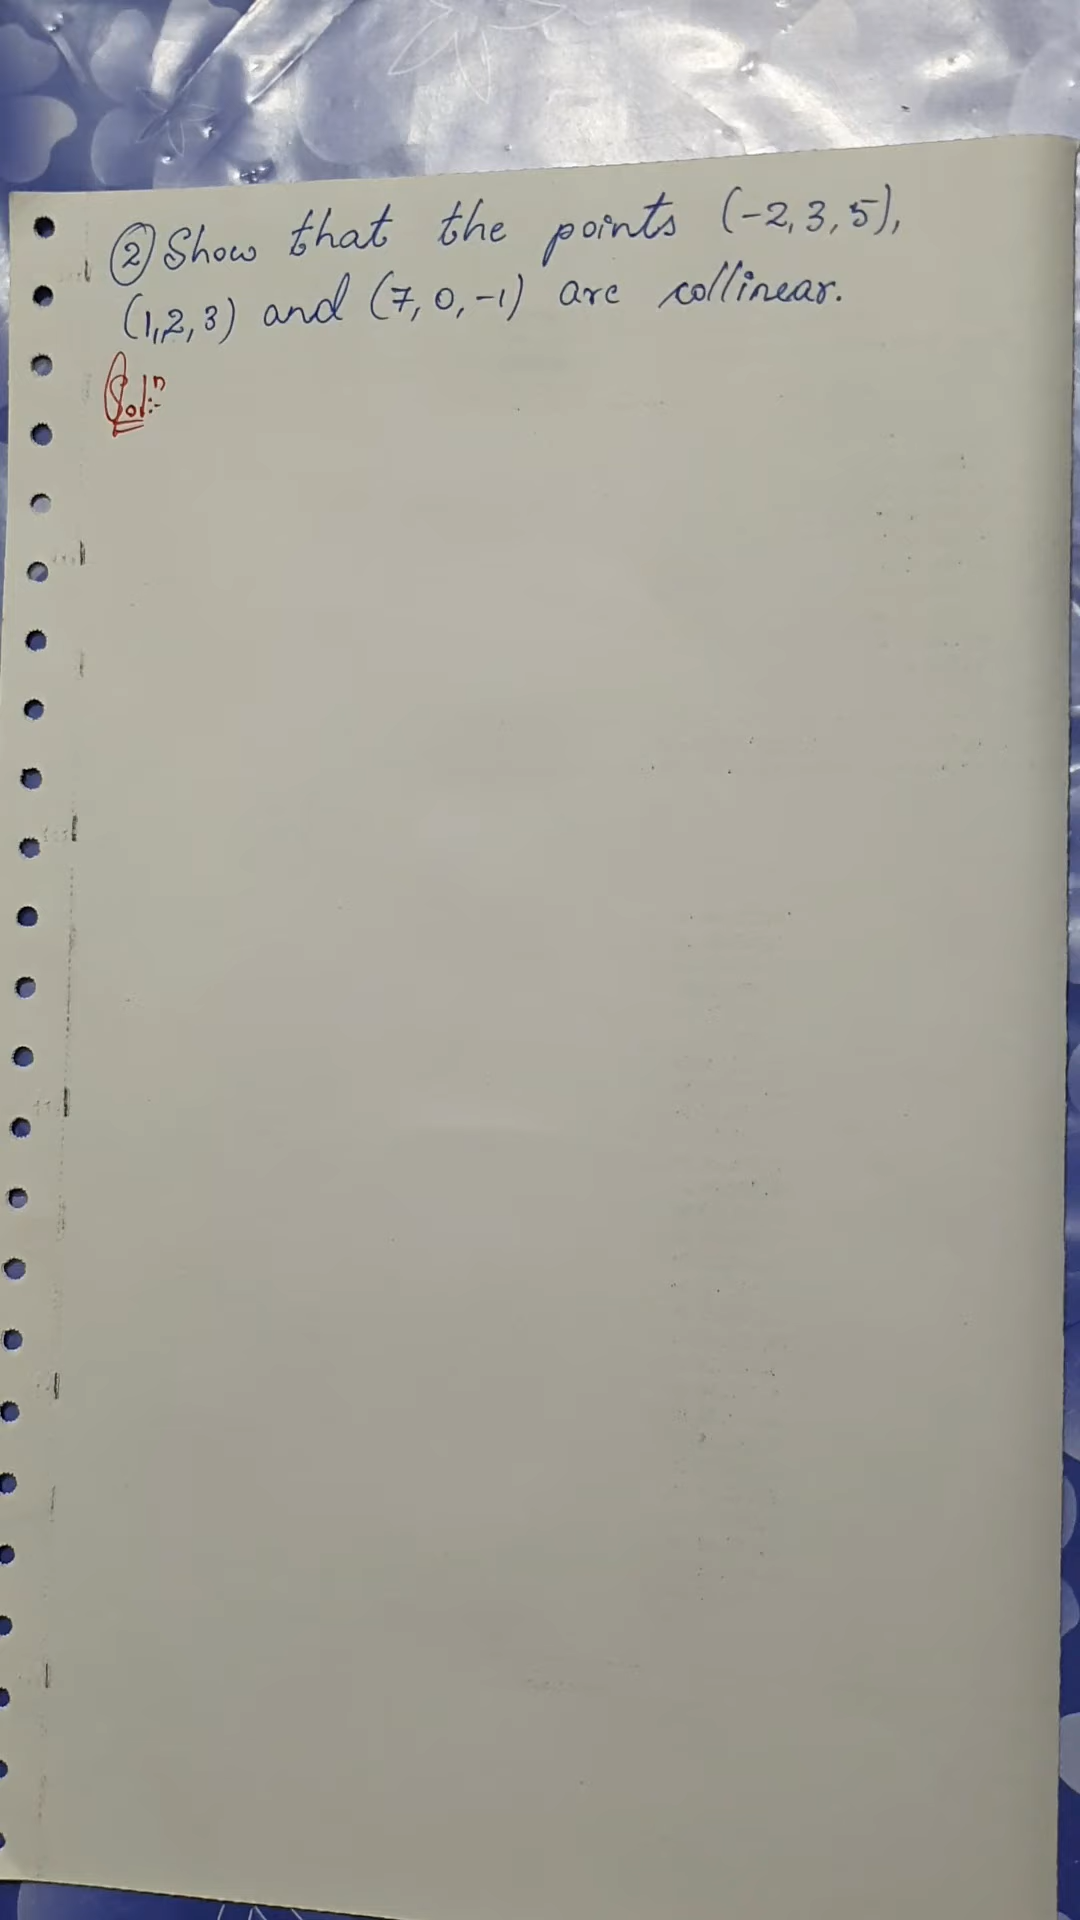 ② Show that the points (-2, 3, 5),
(1, 2, 3) and (7, 0, -1) are collinear.
Solⁿ:-